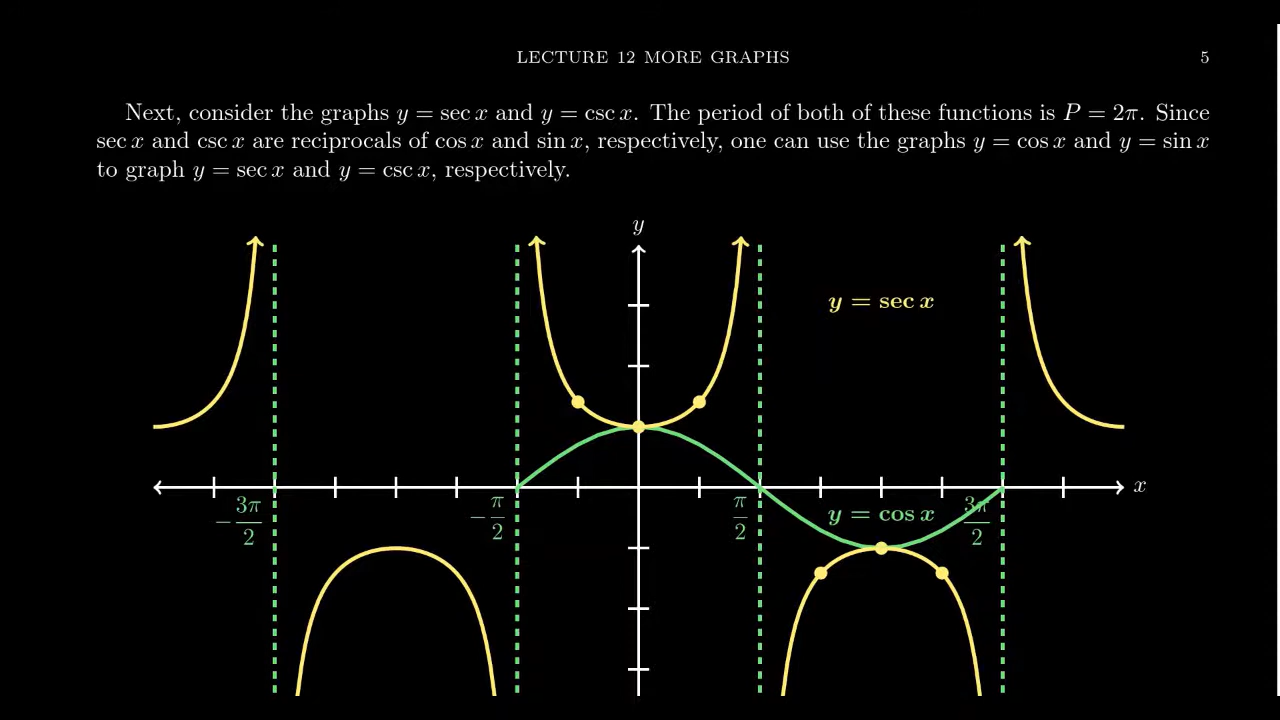 LECTURE 12 MORE GRAPHS 5
Next, consider the graphs y = sec x and y = csc x. The period of both of these functions is P = 2π. Since
sec x and csc x are reciprocals of cos x and sin x, respectively, one can use the graphs y = cos x and y = sin x
to graph y = sec x and y = csc x, respectively.
y
y = sec x
x
−3π/2
−π/2
π/2
y = cos x
3π/2